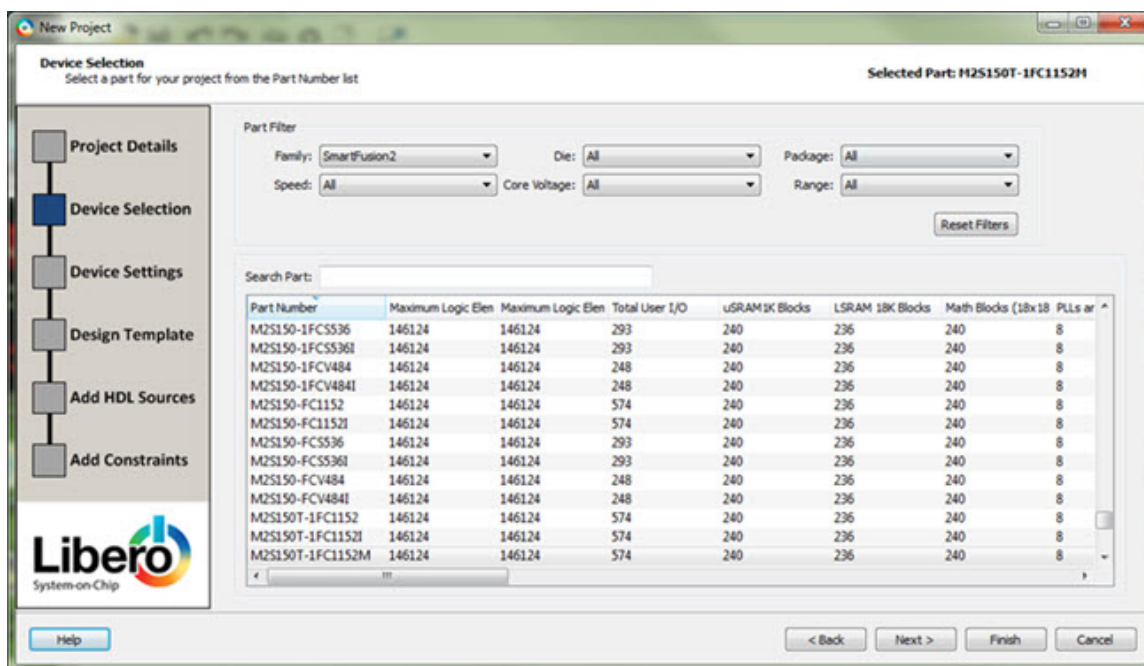 New Project
Device Selection
Select a part for your project from the Part Number list
Selected Part: M2S150T-1FC1152M
Project Details
Device Selection
Device Settings
Design Template
Add HDL Sources
Add Constraints
Libero
System-on-Chip
Part Filter
Family: SmartFusion2 Die: All Package: All
Speed: All Core Voltage: All Range: All
Reset Filters
Search Part:
Part Number Maximum Logic Elen Maximum Logic Elen Total User I/O uSRAM1K Blocks LSRAM 18K Blocks Math Blocks (18x18 PLLs ar
M2S150-1FCS536 146124 146124 293 240 236 240 8
M2S150-1FCS536I 146124 146124 293 240 236 240 8
M2S150-1FCV484 146124 146124 248 240 236 240 8
M2S150-1FCV484I 146124 146124 248 240 236 240 8
M2S150-FC1152 146124 146124 574 240 236 240 8
M2S150-FC1152I 146124 146124 574 240 236 240 8
M2S150-FCS536 146124 146124 293 240 236 240 8
M2S150-FCS536I 146124 146124 293 240 236 240 8
M2S150-FCV484 146124 146124 248 240 236 240 8
M2S150-FCV484I 146124 146124 248 240 236 240 8
M2S150T-1FC1152 146124 146124 574 240 236 240 8
M2S150T-1FC1152I 146124 146124 574 240 236 240 8
M2S150T-1FC1152M 146124 146124 574 240 236 240 8
Help < Back Next > Finish Cancel